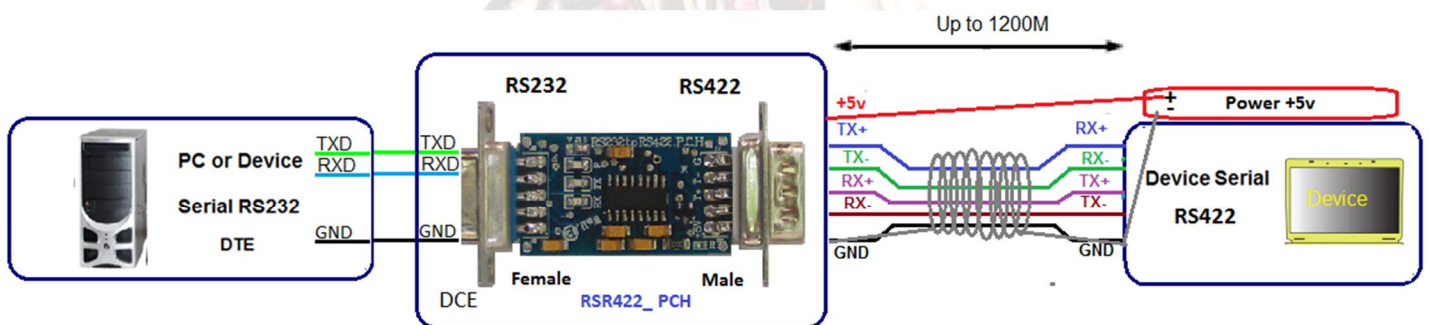 Up to 1200M
RS232 RS422
+5v
+
-
Power +5v
TXD TXD
RXD RXD
PC or Device
Serial RS232
DTE
GND GND
RS232toRS422 PCH
TX+ RX+
TX- RX-
RX+ TX+
RX- TX-
GND GND
Device Serial
RS422
Device
Female Male
DCE RSR422_ PCH